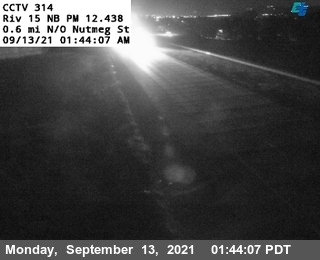 CCTV 314
Riv 15 NB PM 12.438
0.6 mi N/O Nutmeg St
09/13/21 01:44:07 AM
Monday, September 13, 2021 01:44:07 PDT